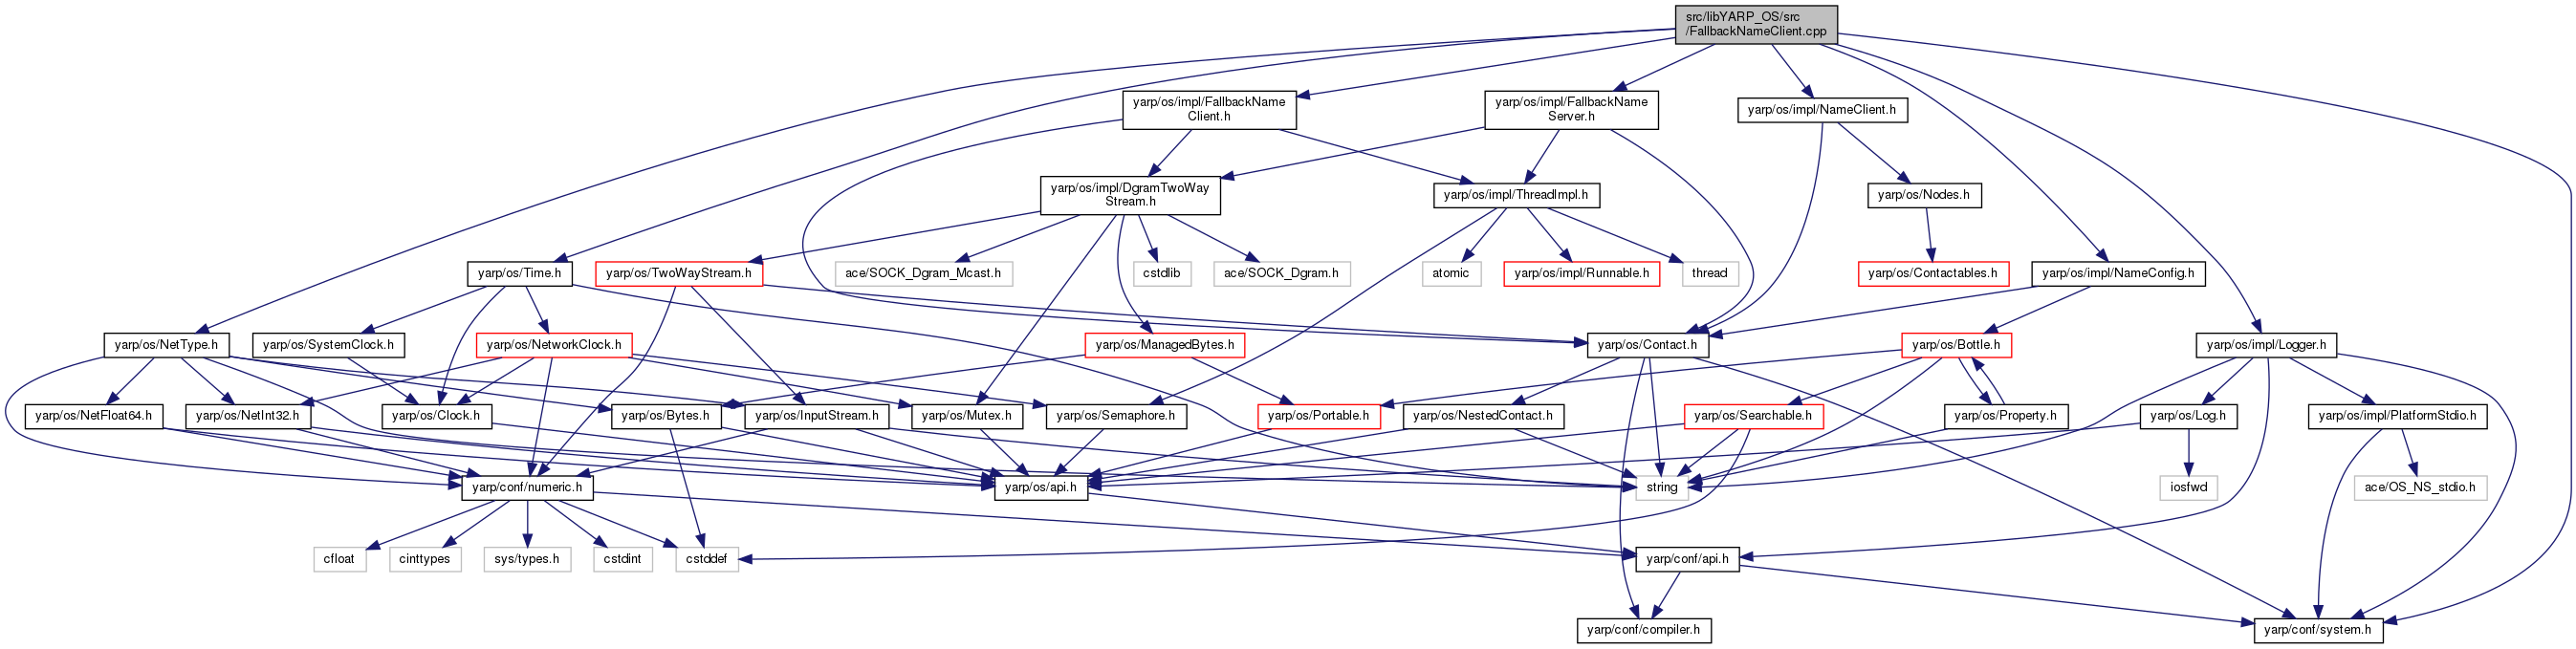 src/libYARP_OS/src
/FallbackNameClient.cpp
yarp/os/impl/FallbackName
Client.h
yarp/os/impl/FallbackName
Server.h
yarp/os/impl/NameClient.h
yarp/os/impl/DgramTwoWay
Stream.h
yarp/os/impl/ThreadImpl.h
yarp/os/Nodes.h
yarp/os/Time.h
yarp/os/TwoWayStream.h
ace/SOCK_Dgram_Mcast.h
cstdlib
ace/SOCK_Dgram.h
atomic
yarp/os/impl/Runnable.h
thread
yarp/os/Contactables.h
yarp/os/impl/NameConfig.h
yarp/os/NetType.h
yarp/os/SystemClock.h
yarp/os/NetworkClock.h
yarp/os/ManagedBytes.h
yarp/os/Contact.h
yarp/os/Bottle.h
yarp/os/impl/Logger.h
yarp/os/NetFloat64.h
yarp/os/NetInt32.h
yarp/os/Clock.h
yarp/os/Bytes.h
yarp/os/InputStream.h
yarp/os/Mutex.h
yarp/os/Semaphore.h
yarp/os/Portable.h
yarp/os/NestedContact.h
yarp/os/Searchable.h
yarp/os/Property.h
yarp/os/Log.h
yarp/os/impl/PlatformStdio.h
yarp/conf/numeric.h
yarp/os/api.h
string
iosfwd
ace/OS_NS_stdio.h
cfloat
cinttypes
sys/types.h
cstdint
cstddef
yarp/conf/api.h
yarp/conf/compiler.h
yarp/conf/system.h